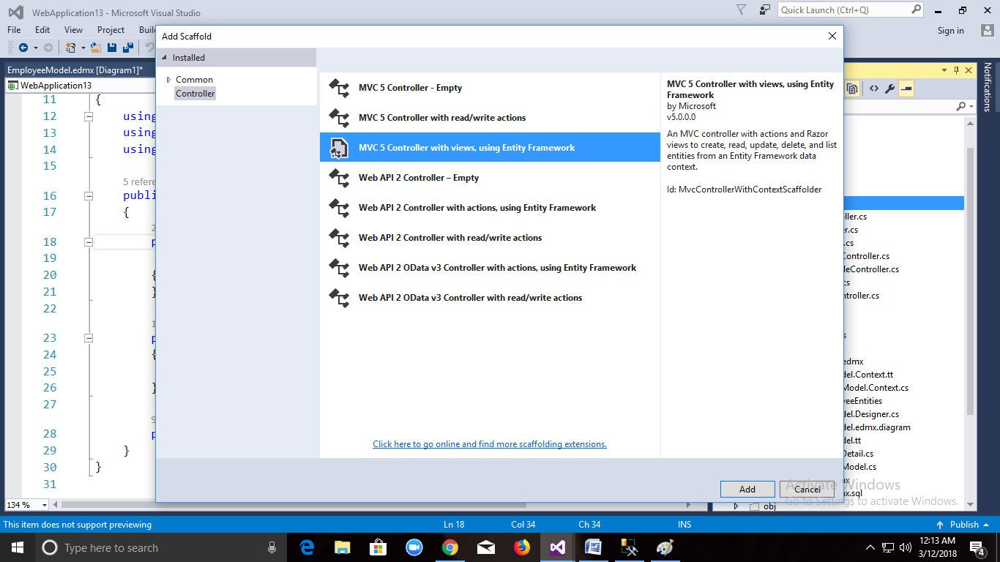 WebApplication13 - Microsoft Visual Studio
Quick Launch (Ctrl+Q)
File Edit View Project Buil
Sign in
Add Scaffold
Installed
Common
Controller
EmployeeModel.edmx [Diagram1]*
WebApplication13
Notifications
11 {
12 using
13 using
14 using
15
5 refere
16 publi
17 {
2
18 p
19
20 {
21 }
22
1
23 p
24 {
25
26 }
27
9
28 p
29 }
30 }
31
134 %
MVC 5 Controller - Empty
MVC 5 Controller with read/write actions
MVC 5 Controller with views, using Entity Framework
Web API 2 Controller – Empty
Web API 2 Controller with actions, using Entity Framework
Web API 2 Controller with read/write actions
Web API 2 OData v3 Controller with actions, using Entity Framework
Web API 2 OData v3 Controller with read/write actions
Click here to go online and find more scaffolding extensions.
MVC 5 Controller with views, using Entity
Framework
by Microsoft
v5.0.0.0
An MVC controller with actions and Razor
views to create, read, update, delete, and list
entities from an Entity Framework data
context.
Id: MvcControllerWithContextScaffolder
Add
Cancel
ller.cs
er.cs
Controller.cs
leController.cs
cs
ntroller.cs
s
edmx
del.Context.tt
Model.Context.cs
yeeEntities
del.Designer.cs
del.edmx.diagram
del.tt
Detail.cs
Model.cs
ax
ax.sql
obj
Activate Windows
Go to Settings to activate Windows.
This item does not support previewing
Ln 18
Col 34
Ch 34
INS
Publish
Type here to search
12:13 AM
3/12/2018
4